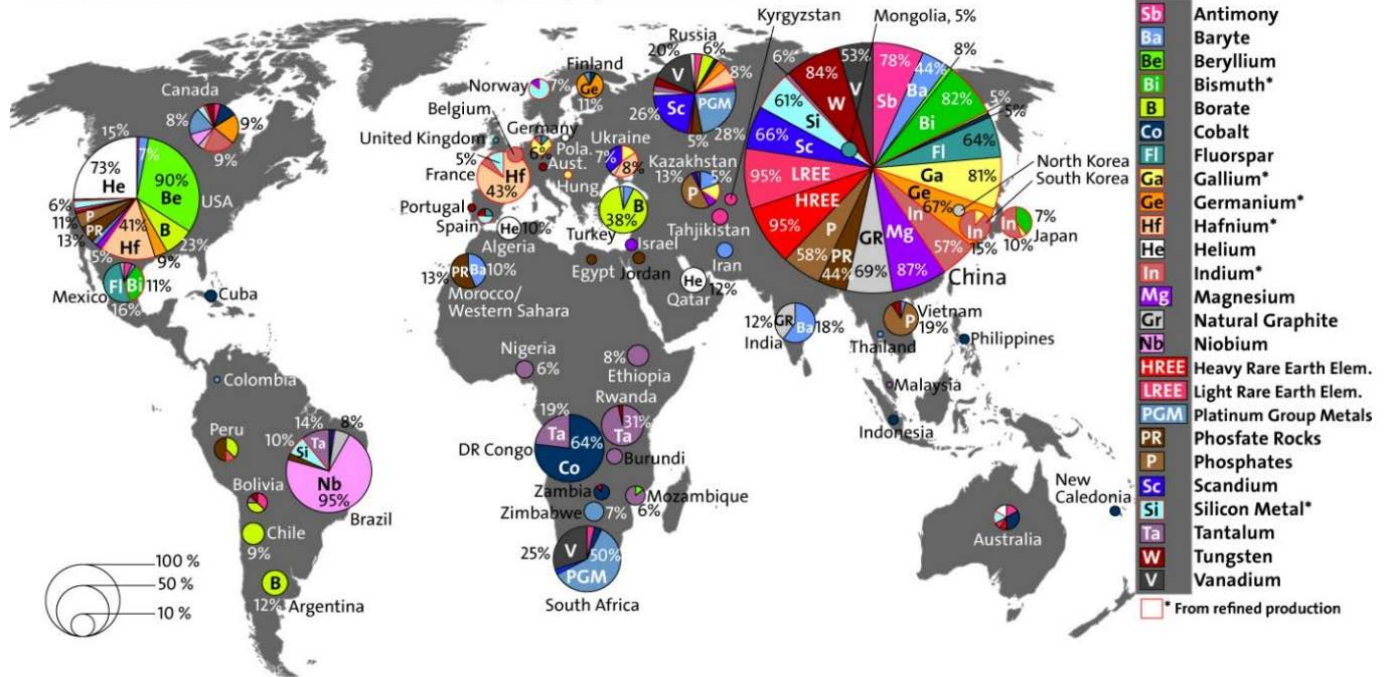 Kyrgyzstan
Mongolia, 5%
Russia
20%
6%
V
8%
Sc
PGM
26%
28%
5%
Finland
Ge
11%
Norway
7%
Belgium
United Kingdom
Germany
6%
Pola.
Aust.
Hung.
5%
France
Hf
43%
Ukraine
7%
8%
Kazakhstan
13%
5%
P
Portugal
Spain
He
10%
Algeria
B
38%
Turkey
Tahjikistan
Israel
Jordan
Egypt
Iran
He
12%
Qatar
PR
Ba
10%
13%
Morocco/
Western Sahara
6%
53%
84%
78%
44%
8%
W
V
Sb
Ba
61%
Si
82%
Bi
5%
5%
66%
Sc
Fl
64%
95%
LREE
Ga
81%
HREE
Ge
67%
95%
In
57%
P
58%
PR
44%
GR
69%
Mg
87%
China
North Korea
South Korea
In
15%
In
7%
10%
Japan
12%
GR
Ba
18%
India
P
Vietnam
19%
Thailand
Philippines
Malaysia
Indonesia
New
Caledonia
Australia
Canada
8%
9%
9%
15%
7%
73%
He
90%
Be
USA
6%
11%
PR
13%
41%
Hf
B
23%
5%
9%
Mexico
Fl
Bi
11%
16%
Cuba
Colombia
Peru
Bolivia
Chile
9%
B
12%
Argentina
14%
8%
10%
Ta
Si
Nb
95%
Brazil
Nigeria
6%
8%
Ethiopia
Rwanda
31%
Ta
19%
Ta
64%
DR Congo
Co
Burundi
Zambia
Mozambique
6%
Zimbabwe
7%
25%
V
50%
PGM
South Africa
100 %
50 %
10 %
Sb Antimony
Ba Baryte
Be Beryllium
Bi Bismuth*
B Borate
Co Cobalt
Fl Fluorspar
Ga Gallium*
Ge Germanium*
Hf Hafnium*
He Helium
In Indium*
Mg Magnesium
Gr Natural Graphite
Nb Niobium
HREE Heavy Rare Earth Elem.
LREE Light Rare Earth Elem.
PGM Platinum Group Metals
PR Phosfate Rocks
P Phosphates
Sc Scandium
Si Silicon Metal*
Ta Tantalum
W Tungsten
V Vanadium
* From refined production